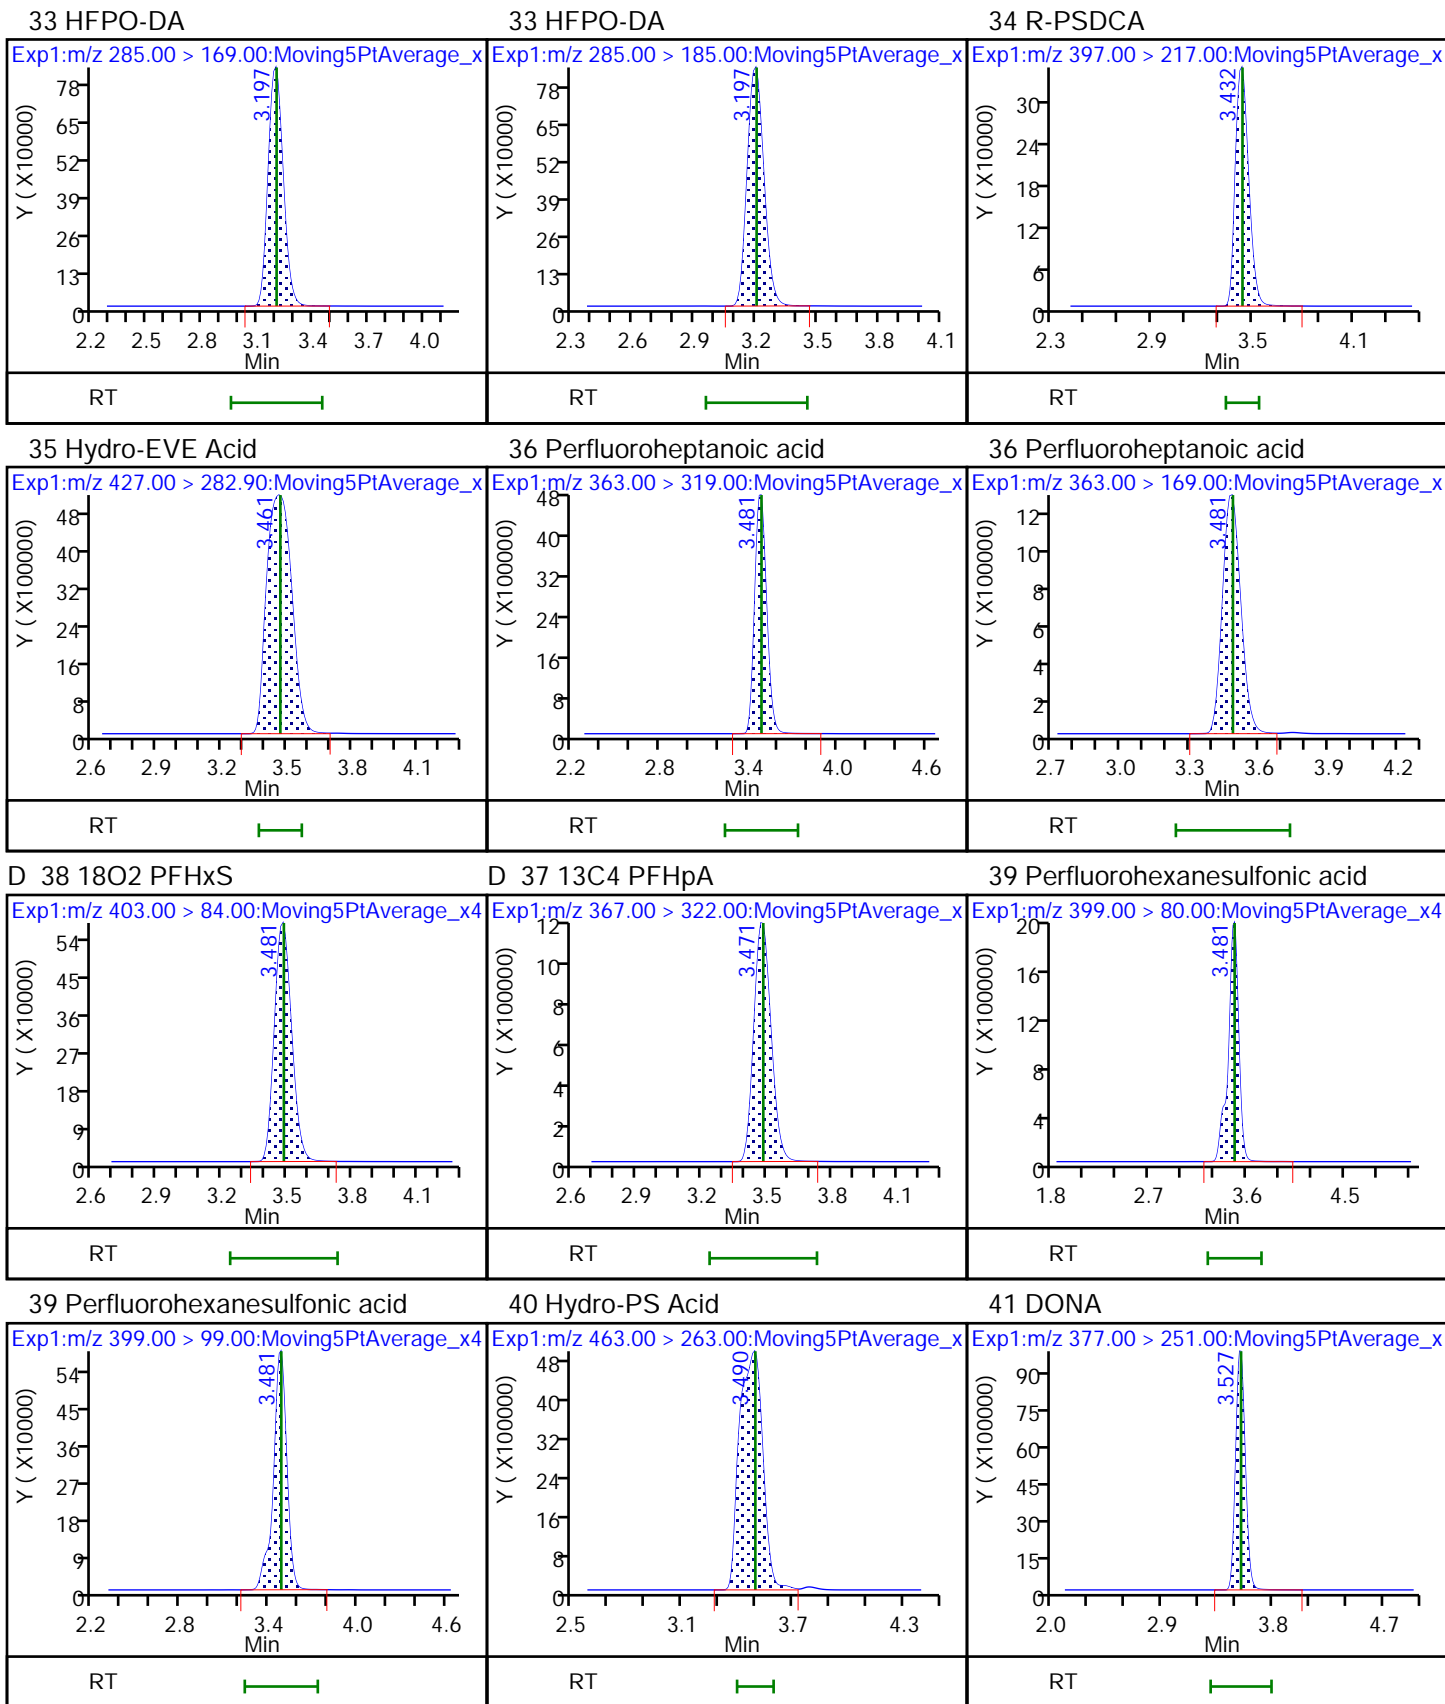 33 HFPO-DA
Exp1:m/z 285.00 > 169.00:Moving5PtAverage_x
Y ( X10000)
78
65
52
39
26
13
0
3.197
2.2 2.5 2.8 3.1 3.4 3.7 4.0
Min
RT
33 HFPO-DA
Exp1:m/z 285.00 > 185.00:Moving5PtAverage_x
Y ( X10000)
78
65
52
39
26
13
0
3.197
2.3 2.6 2.9 3.2 3.5 3.8 4.1
Min
RT
34 R-PSDCA
Exp1:m/z 397.00 > 217.00:Moving5PtAverage_x
Y ( X10000)
30
24
18
12
6
0
3.432
2.3 2.9 3.5 4.1
Min
RT
35 Hydro-EVE Acid
Exp1:m/z 427.00 > 282.90:Moving5PtAverage_x
Y ( X100000)
48
40
32
24
16
8
0
3.461
2.6 2.9 3.2 3.5 3.8 4.1
Min
RT
36 Perfluoroheptanoic acid
Exp1:m/z 363.00 > 319.00:Moving5PtAverage_x
Y ( X100000)
48
40
32
24
16
8
0
3.481
2.2 2.8 3.4 4.0 4.6
Min
RT
36 Perfluoroheptanoic acid
Exp1:m/z 363.00 > 169.00:Moving5PtAverage_x
Y ( X100000)
12
10
8
6
4
2
0
3.481
2.7 3.0 3.3 3.6 3.9 4.2
Min
RT
D 38 18O2 PFHxS
Exp1:m/z 403.00 > 84.00:Moving5PtAverage_x4
Y ( X100000)
54
45
36
27
18
9
0
3.481
2.6 2.9 3.2 3.5 3.8 4.1
Min
RT
D 37 13C4 PFHpA
Exp1:m/z 367.00 > 322.00:Moving5PtAverage_x
Y ( X100000)
12
10
8
6
4
2
0
3.471
2.6 2.9 3.2 3.5 3.8 4.1
Min
RT
39 Perfluorohexanesulfonic acid
Exp1:m/z 399.00 > 80.00:Moving5PtAverage_x4
Y ( X100000)
20
16
12
8
4
0
3.481
1.8 2.7 3.6 4.5
Min
RT
39 Perfluorohexanesulfonic acid
Exp1:m/z 399.00 > 99.00:Moving5PtAverage_x4
Y ( X100000)
54
45
36
27
18
9
0
3.481
2.2 2.8 3.4 4.0 4.6
Min
RT
40 Hydro-PS Acid
Exp1:m/z 463.00 > 263.00:Moving5PtAverage_x
Y ( X100000)
48
40
32
24
16
8
0
3.490
2.5 3.1 3.7 4.3
Min
RT
41 DONA
Exp1:m/z 377.00 > 251.00:Moving5PtAverage_x
Y ( X100000)
90
75
60
45
30
15
0
3.527
2.0 2.9 3.8 4.7
Min
RT